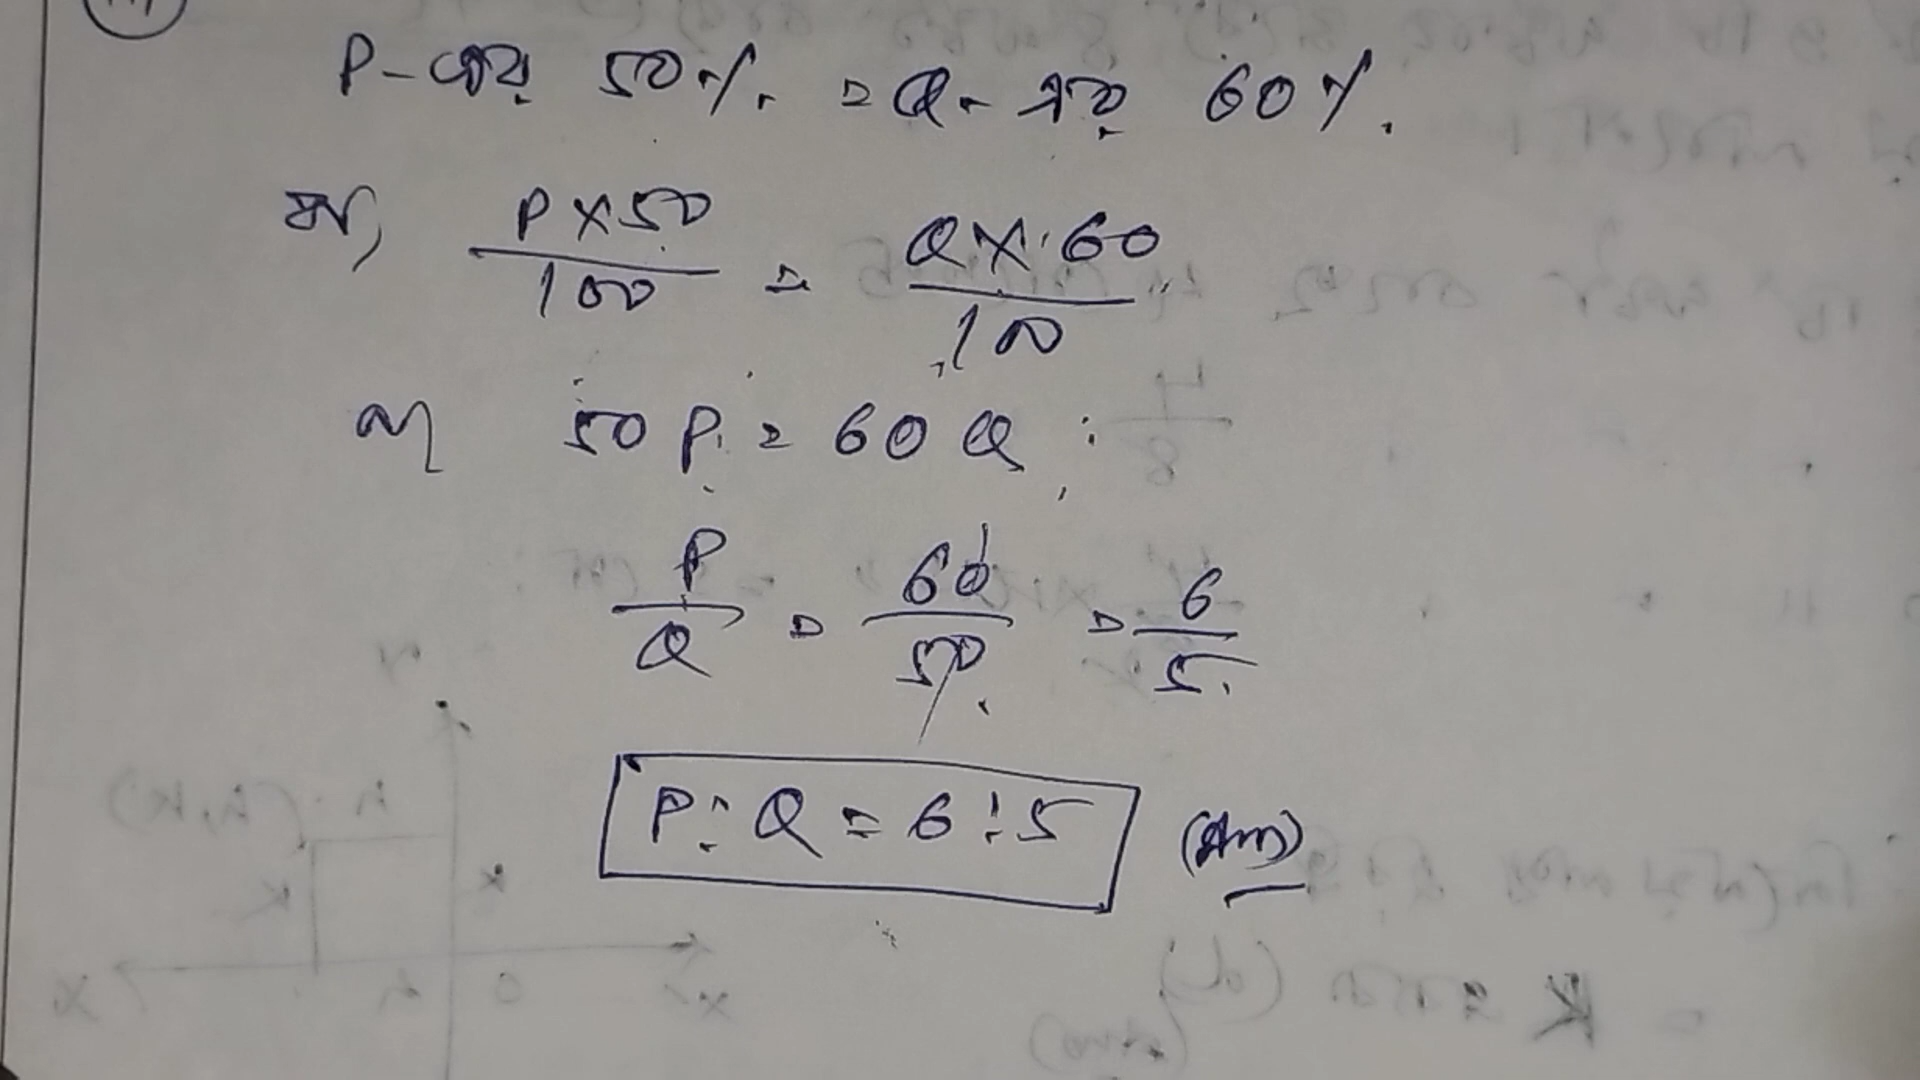 P-এর 50% = Q-এর 60%.
বা, P×50/100 = Q×60/100
বা 50P = 60Q
P/Q = 60/50 = 6/5
P:Q = 6:5 (Ans)